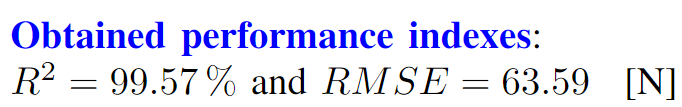 Obtained performance indexes:
R² = 99.57 % and RMSE = 63.59 [N]